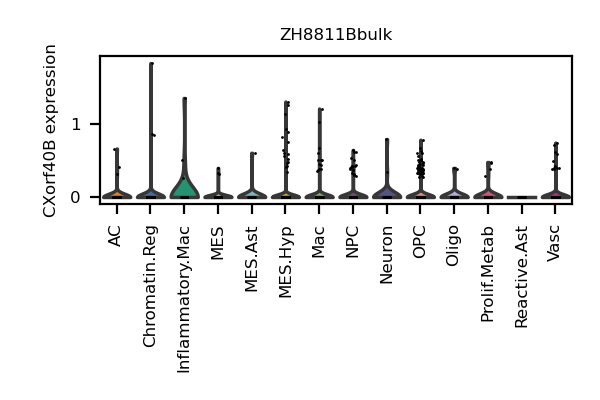 ZH8811Bbulk
CXorf40B expression
1
0
AC
Chromatin.Reg
Inflammatory.Mac
MES
MES.Ast
MES.Hyp
Mac
NPC
Neuron
OPC
Oligo
Prolif.Metab
Reactive.Ast
Vasc